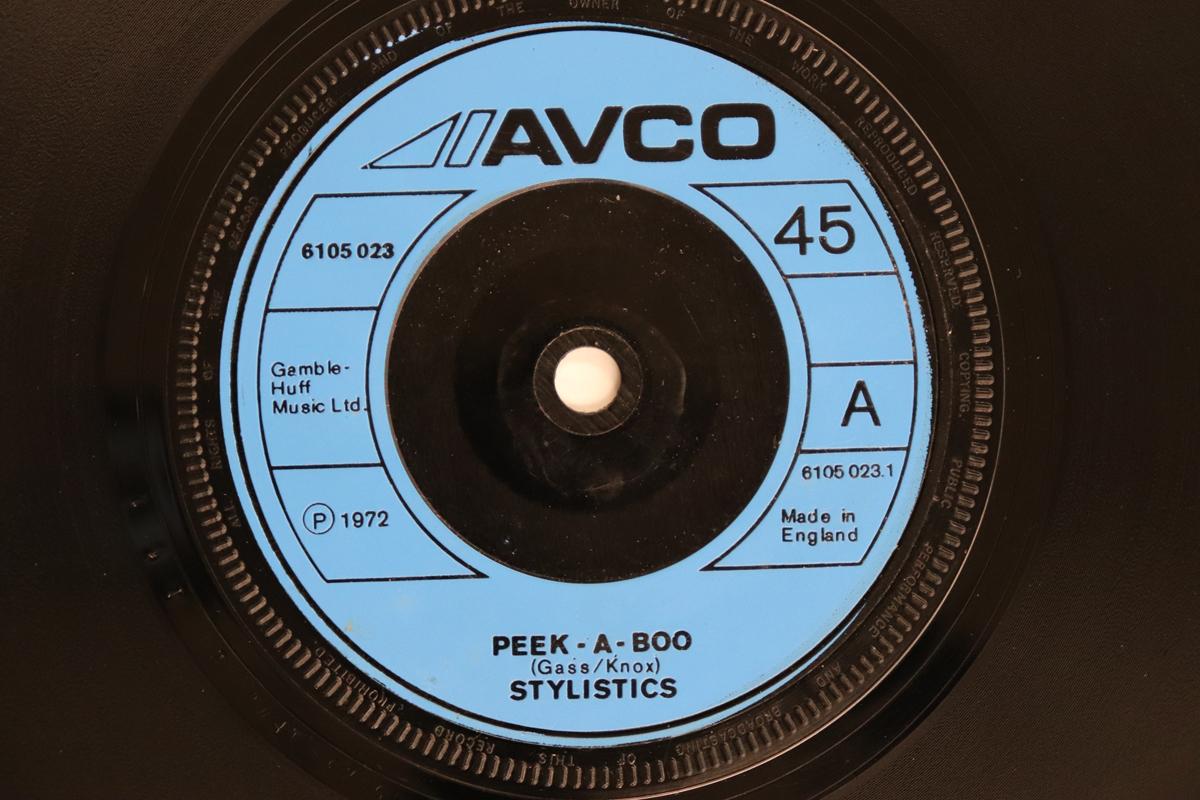 AVCO
6105 023
45
Gamble-
Huff
Music Ltd.
A
6105 023.1
Ⓟ 1972
Made in
England
PEEK - A - BOO
(Gass/Knox)
STYLISTICS
ALL RIGHTS OF THE RECORD PRODUCER AND OF THE OWNER OF THE WORK REPRODUCED RESERVED. COPYING. PUBLIC PERFORMANCE AND BROADCASTING OF THIS RECORD PROHIBITED.